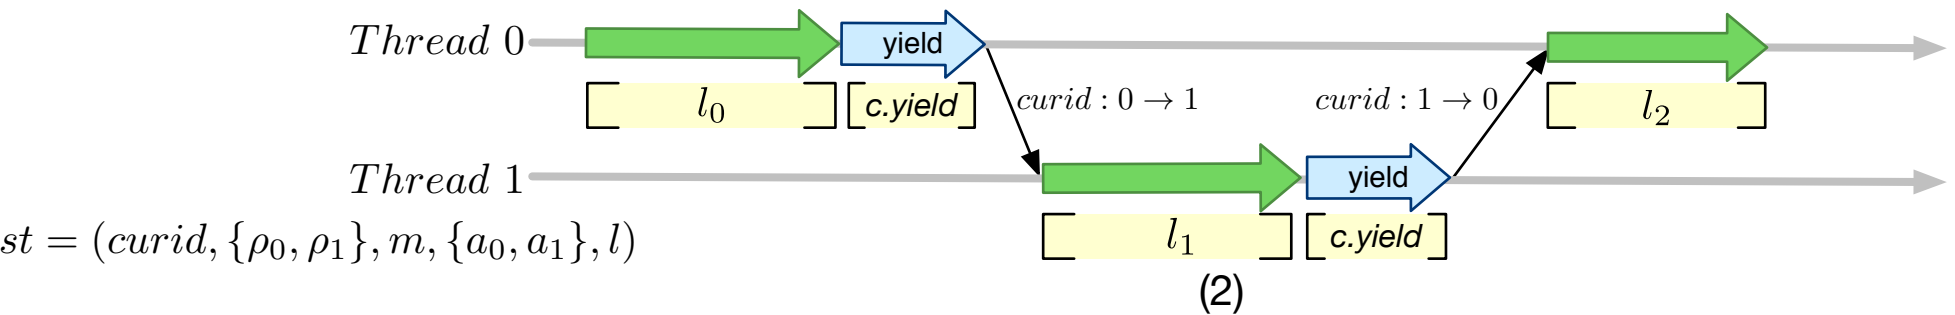 Thread 0
yield
l₀
c.yield
curid : 0 → 1
curid : 1 → 0
l₂
Thread 1
yield
st = (curid, {ρ₀, ρ₁}, m, {a₀, a₁}, l)
l₁
c.yield
(2)